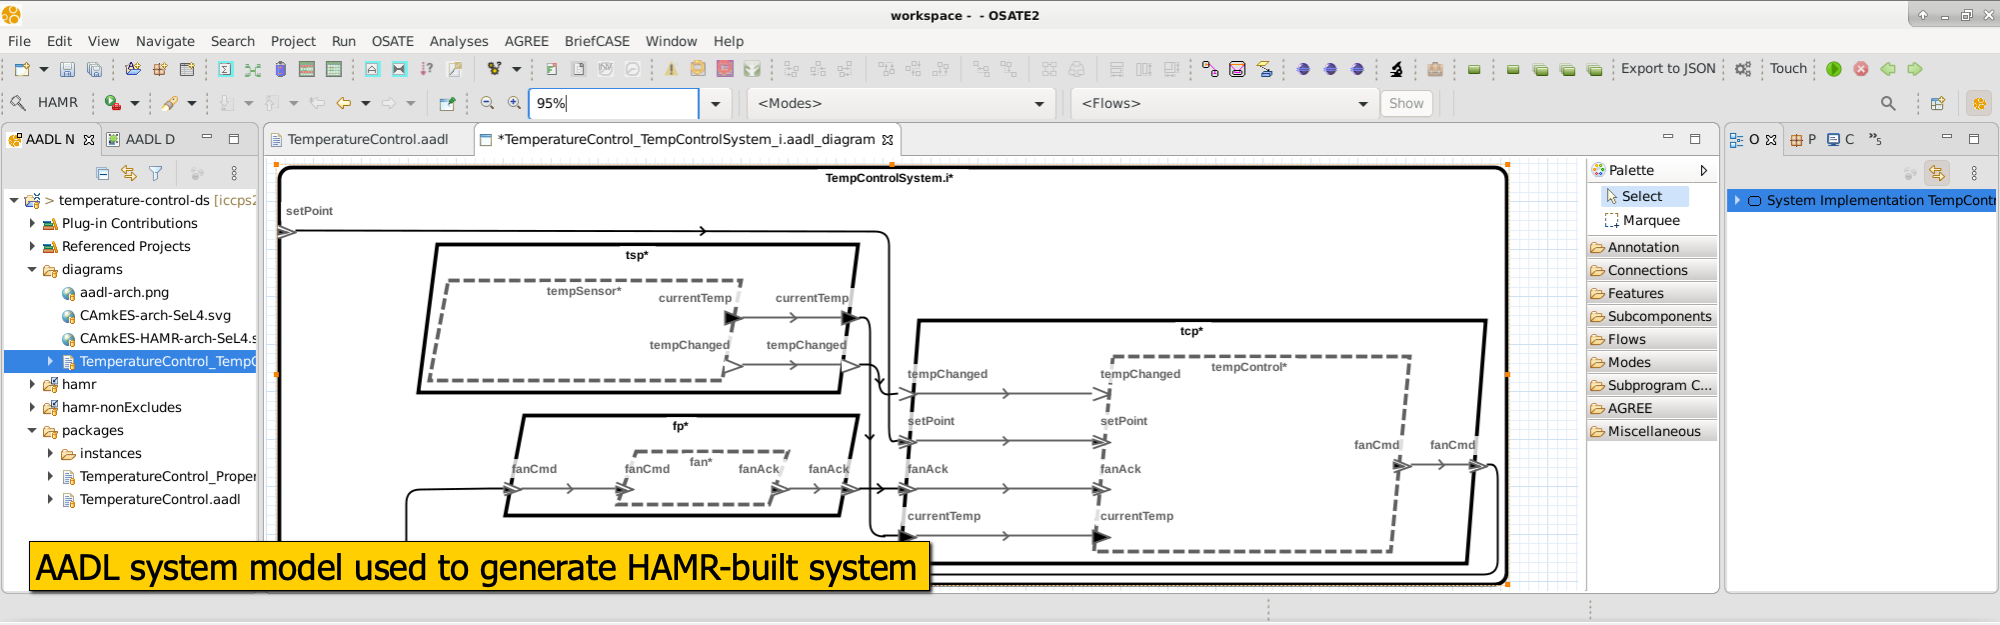 workspace - - OSATE2
File Edit View Navigate Search Project Run OSATE Analyses AGREE BriefCASE Window Help
Export to JSON Touch
HAMR 95% <Modes> <Flows> Show
AADL N AADL D
TemperatureControl.aadl *TemperatureControl_TempControlSystem_i.aadl_diagram
O P C »5
> temperature-control-ds [iccps2
Plug-in Contributions
Referenced Projects
diagrams
aadl-arch.png
CAmkES-arch-SeL4.svg
CAmkES-HAMR-arch-SeL4.s
TemperatureControl_TempC
hamr
hamr-nonExcludes
packages
instances
TemperatureControl_Proper
TemperatureControl.aadl
TempControlSystem.i*
setPoint
tsp*
tempSensor*
currentTemp currentTemp
tempChanged tempChanged
fp*
fan*
fanCmd fanCmd fanAck fanAck
tcp*
tempControl*
tempChanged tempChanged
setPoint setPoint
fanCmd fanCmd
fanAck fanAck
currentTemp currentTemp
Palette
Select
Marquee
Annotation
Connections
Features
Subcomponents
Flows
Modes
Subprogram C...
AGREE
Miscellaneous
System Implementation TempContr
AADL system model used to generate HAMR-built system